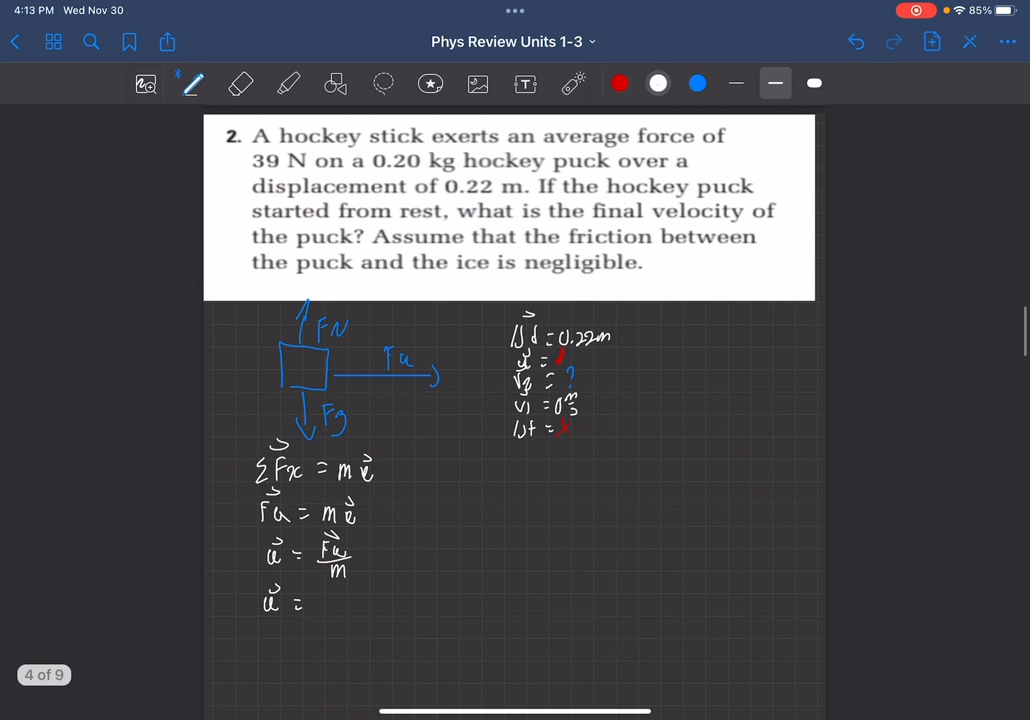 4:13 PM Wed Nov 30
85%
Phys Review Units 1-3
T
2. A hockey stick exerts an average force of
39 N on a 0.20 kg hockey puck over a
displacement of 0.22 m. If the hockey puck
started from rest, what is the final velocity of
the puck? Assume that the friction between
the puck and the ice is negligible.
FN
Fa
Fg
Δd = 0.22m
a =
Vf = ?
Vi = 0 m/s
Δt = x
ΣFx = ma
Fa = ma
a = Fa/m
a =
4 of 9